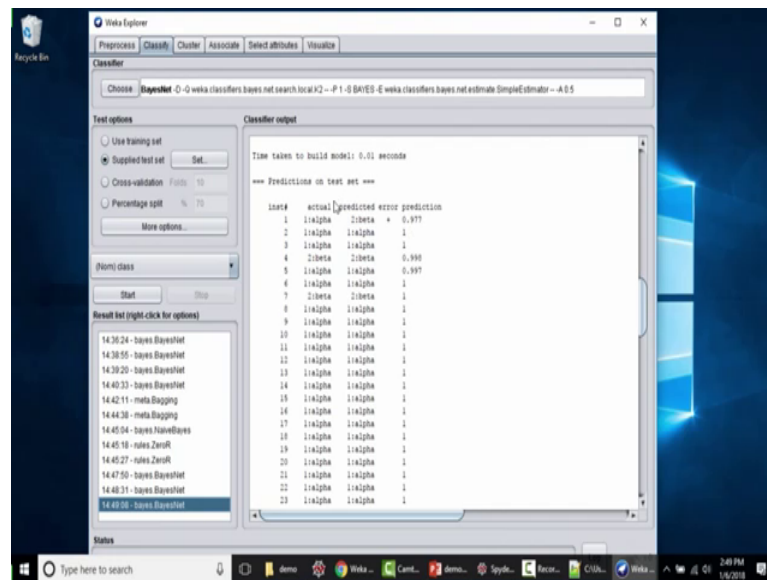 Recycle Bin
Weka Explorer
Preprocess Classify Cluster Associate Select attributes Visualize
Classifier
Choose BayesNet -D -Q weka.classifiers.bayes.net.search.local.K2 -- -P 1 -S BAYES -E weka.classifiers.bayes.net.estimate.SimpleEstimator -- -A 0.5
Test options
Use training set
Supplied test set Set...
Cross-validation Folds 10
Percentage split % 70
More options...
(Nom) class
Start Stop
Result list (right-click for options)
14:36:24 - bayes.BayesNet
14:38:55 - bayes.BayesNet
14:39:20 - bayes.BayesNet
14:40:33 - bayes.BayesNet
14:42:11 - meta.Bagging
14:44:38 - meta.Bagging
14:45:04 - bayes.NaiveBayes
14:45:18 - rules.ZeroR
14:45:27 - rules.ZeroR
14:47:50 - bayes.BayesNet
14:48:31 - bayes.BayesNet
14:49:08 - bayes.BayesNet
Classifier output
Time taken to build model: 0.01 seconds
=== Predictions on test set ===
inst# actual predicted error prediction
1 1:alpha 2:beta + 0.977
2 1:alpha 1:alpha 1
3 1:alpha 1:alpha 1
4 2:beta 2:beta 0.998
5 1:alpha 1:alpha 0.997
6 1:alpha 1:alpha 1
7 2:beta 2:beta 1
8 1:alpha 1:alpha 1
9 1:alpha 1:alpha 1
10 1:alpha 1:alpha 1
11 1:alpha 1:alpha 1
12 1:alpha 1:alpha 1
13 1:alpha 1:alpha 1
14 1:alpha 1:alpha 1
15 1:alpha 1:alpha 1
16 1:alpha 1:alpha 1
17 1:alpha 1:alpha 1
18 1:alpha 1:alpha 1
19 1:alpha 1:alpha 1
20 1:alpha 1:alpha 1
21 1:alpha 1:alpha 1
22 1:alpha 1:alpha 1
23 1:alpha 1:alpha 1
Status
Type here to search
demo Weka ... Camt... demo... Spyde... Recor... C:\Us... Weka ...
2:49 PM
1/6/2018